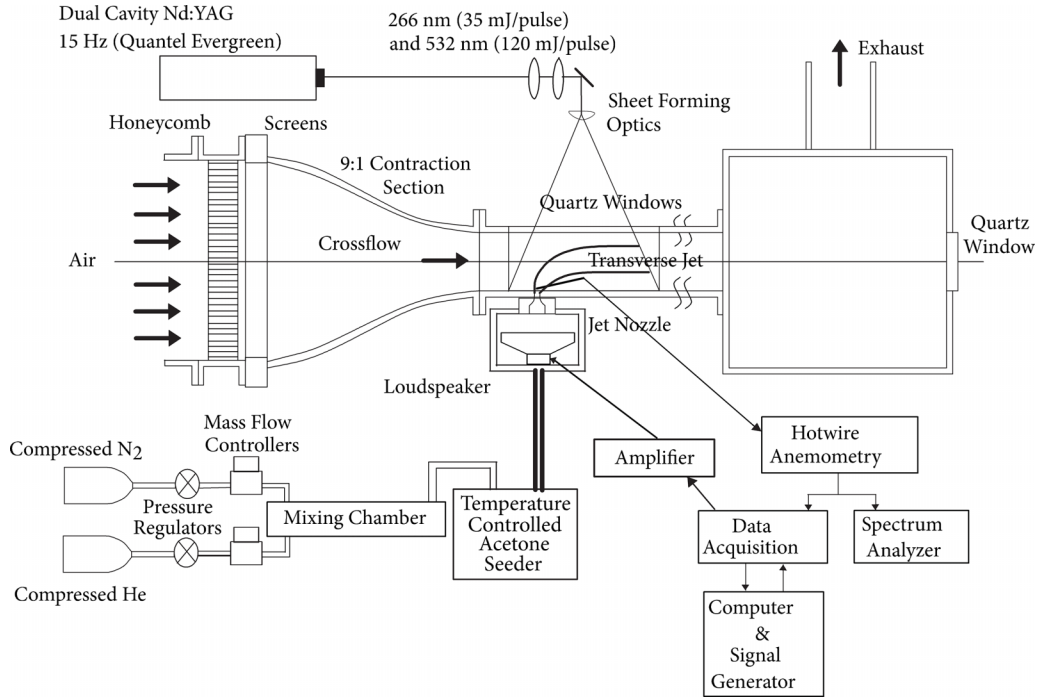 Dual Cavity Nd:YAG
15 Hz (Quantel Evergreen)
266 nm (35 mJ/pulse)
and 532 nm (120 mJ/pulse)
Exhaust
Sheet Forming
Optics
Honeycomb
Screens
9:1 Contraction
Section
Quartz Windows
Quartz
Window
Crossflow
Air
Transverse Jet
Jet Nozzle
Loudspeaker
Mass Flow
Controllers
Compressed N2
Pressure
Regulators
Compressed He
Mixing Chamber
Temperature
Controlled
Acetone
Seeder
Amplifier
Hotwire
Anemometry
Data
Acquisition
Spectrum
Analyzer
Computer
&
Signal
Generator